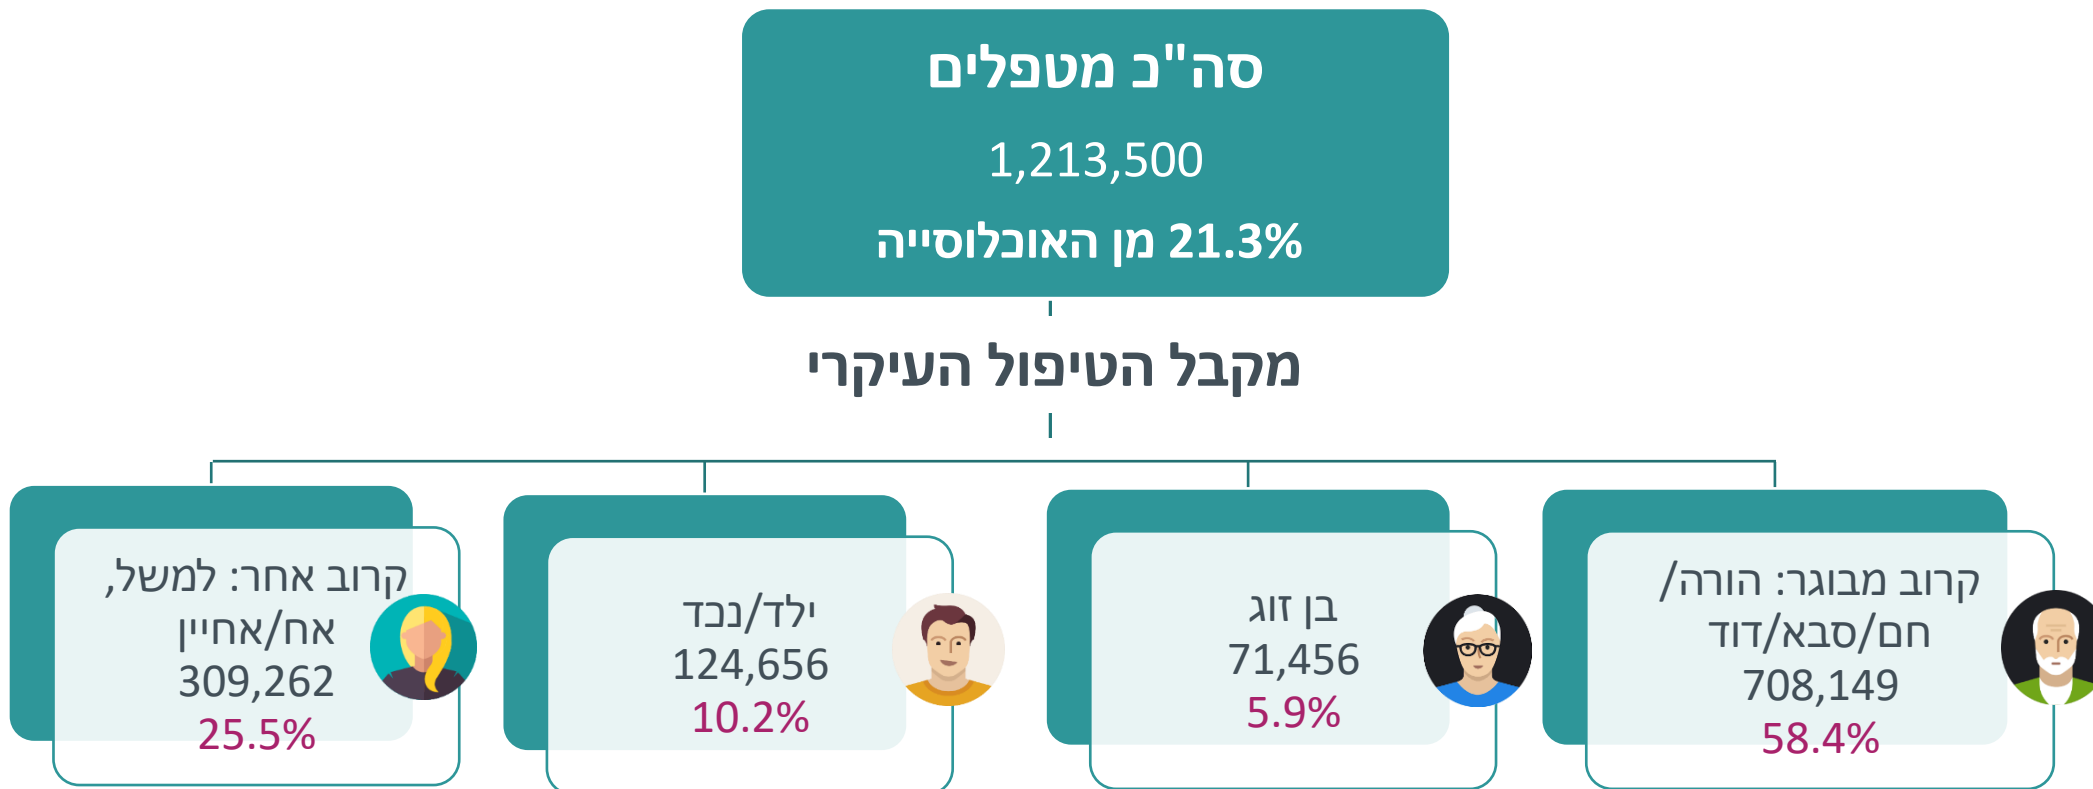 סה"כ מטפלים
1,213,500
21.3% מן האוכלוסייה
מקבל הטיפול העיקרי
קרוב מבוגר: הורה/
חם/סבא/דוד
708,149
58.4%
בן זוג
71,456
5.9%
ילד/נכד
124,656
10.2%
קרוב אחר: למשל,
אח/אחיין
309,262
25.5%